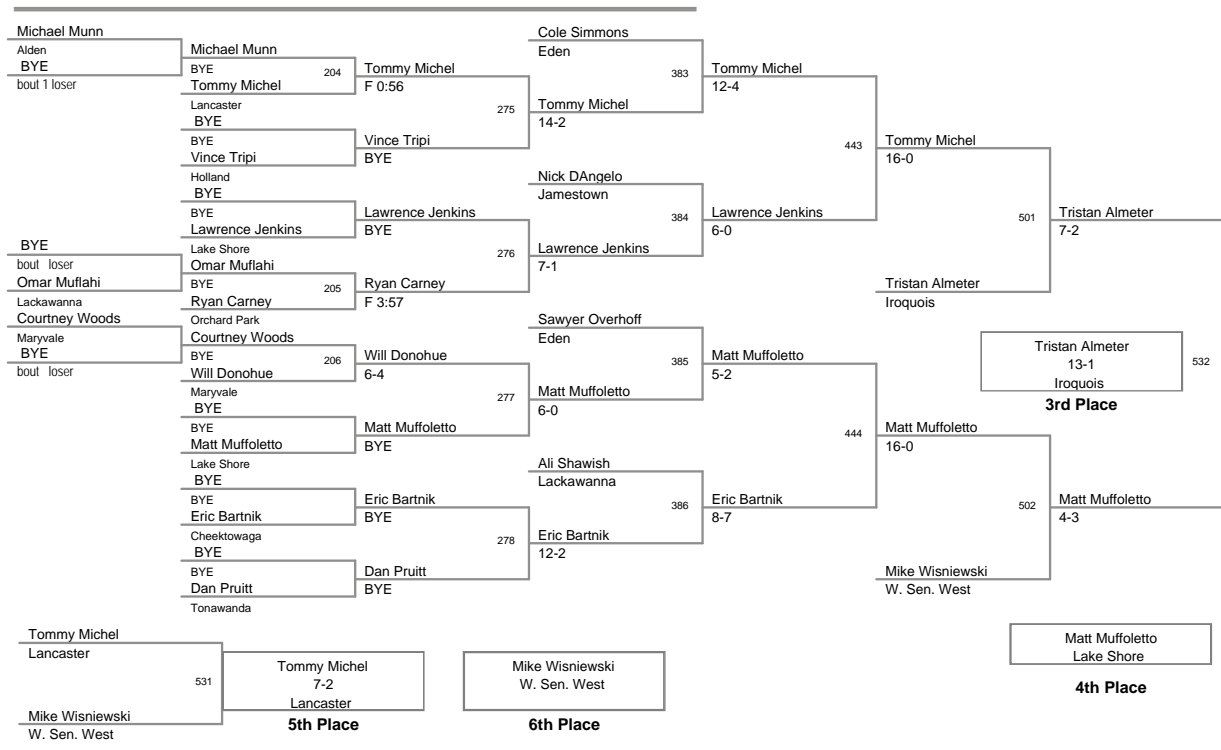 Michael Munn
Alden
BYE
bout 1 loser
BYE
bout loser
Omar Muflahi
Lackawanna
Courtney Woods
Maryvale
BYE
bout loser
Michael Munn
BYE
204
Tommy Michel
Lancaster
BYE
BYE
Vince Tripi
Holland
BYE
BYE
Lawrence Jenkins
Lake Shore
Omar Muflahi
BYE
205
Ryan Carney
Orchard Park
Courtney Woods
BYE
206
Will Donohue
Maryvale
BYE
BYE
Matt Muffoletto
Lake Shore
BYE
BYE
Eric Bartnik
Cheektowaga
BYE
BYE
Dan Pruitt
Tonawanda
Tommy Michel
F 0:56
275
Vince Tripi
BYE
Lawrence Jenkins
BYE
276
Ryan Carney
F 3:57
Will Donohue
6-4
277
Matt Muffoletto
BYE
Eric Bartnik
BYE
278
Dan Pruitt
BYE
Cole Simmons
Eden
383
Tommy Michel
14-2
Nick DAngelo
Jamestown
384
Lawrence Jenkins
7-1
Sawyer Overhoff
Eden
385
Matt Muffoletto
6-0
Ali Shawish
Lackawanna
386
Eric Bartnik
12-2
Tommy Michel
12-4
443
Lawrence Jenkins
6-0
Matt Muffoletto
5-2
444
Eric Bartnik
8-7
Tommy Michel
16-0
501
Tristan Almeter
Iroquois
Matt Muffoletto
16-0
502
Mike Wisniewski
W. Sen. West
Tristan Almeter
7-2
Tristan Almeter
13-1
Iroquois
532
3rd Place
Matt Muffoletto
4-3
Matt Muffoletto
Lake Shore
4th Place
Tommy Michel
Lancaster
531
Mike Wisniewski
W. Sen. West
Tommy Michel
7-2
Lancaster
5th Place
Mike Wisniewski
W. Sen. West
6th Place